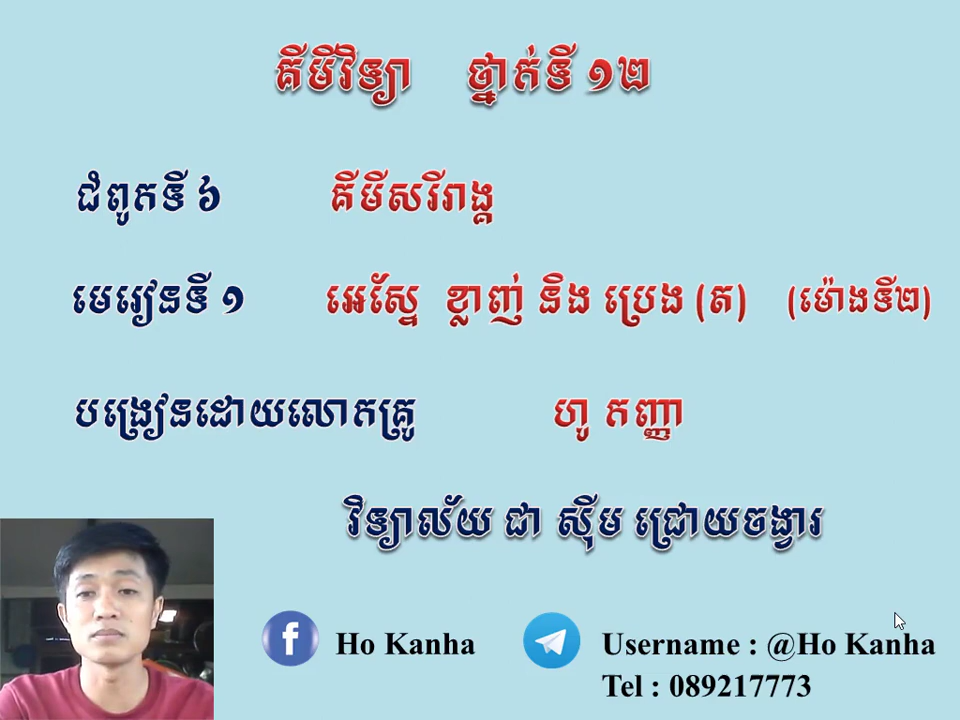 គីមីវិទ្យា ថ្នាក់ទី ១២
ជំពូកទី ៦ គីមីសរីរាង្គ
មេរៀនទី ១ អេស្ទែ ខ្លាញ់ និង ប្រេង (ត) (ម៉ោងទី២)
បង្រៀនដោយលោកគ្រូ ហូ កញ្ញា
វិទ្យាល័យ ជា ស៊ីម ជ្រោយចង្វារ
f Ho Kanha
Username : @Ho Kanha
Tel : 089217773